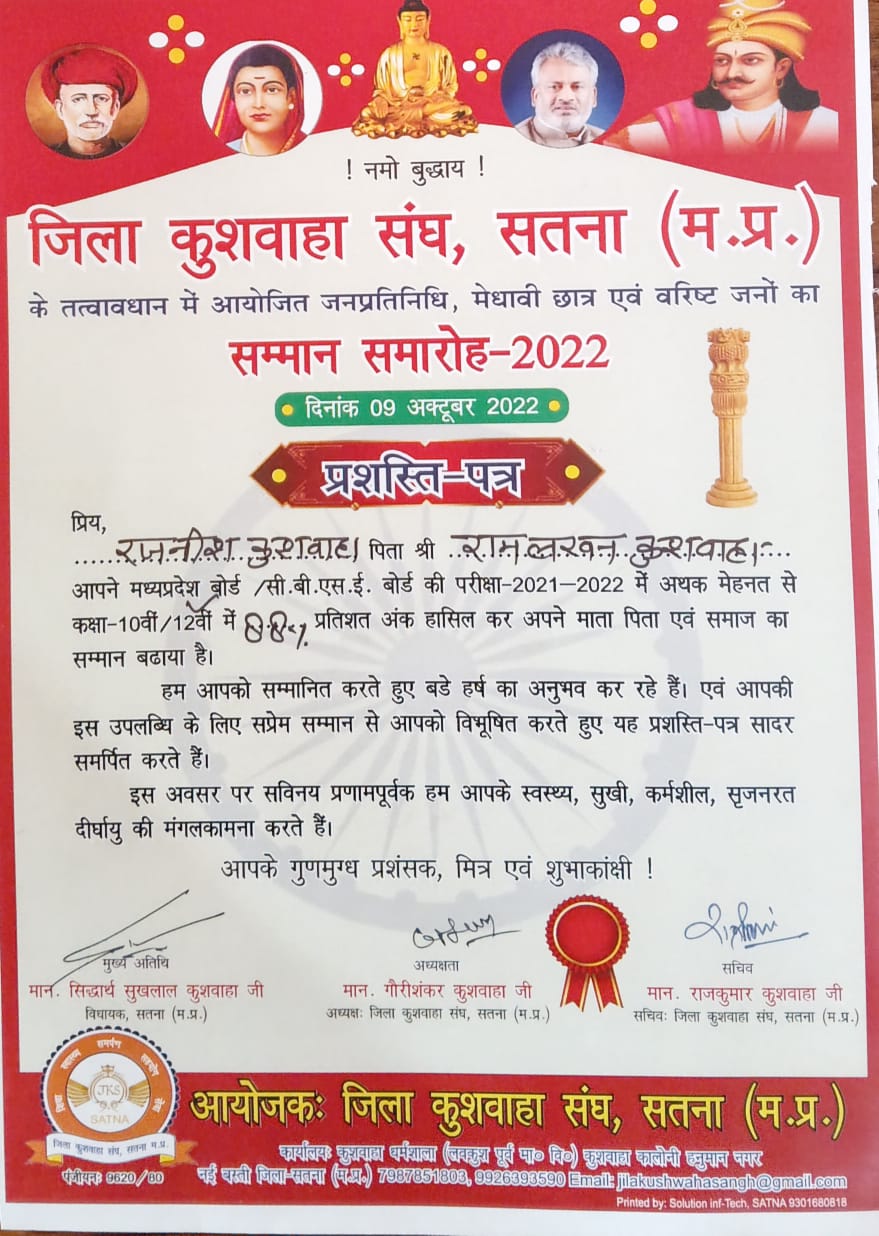 ! नमो बुद्धाय !
जिला कुशवाहा संघ, सतना (म.प्र.)
के तत्वावधान में आयोजित जनप्रतिनिधि, मेधावी छात्र एवं वरिष्ट जनों का
सम्मान समारोह-2022
दिनांक 09 अक्टूबर 2022
प्रशस्ति-पत्र
प्रिय,
......राजनीश कुशवाहा पिता श्री ..रामलखन कुशवाहा....
आपने मध्यप्रदेश बोर्ड /सी.बी.एस.ई. बोर्ड की परीक्षा-2021-2022 में अथक मेहनत से
कक्षा-10वीं/12वीं में 88% प्रतिशत अंक हासिल कर अपने माता पिता एवं समाज का
सम्मान बढाया है।
हम आपको सम्मानित करते हुए बडे हर्ष का अनुभव कर रहे हैं। एवं आपकी
इस उपलब्धि के लिए सप्रेम सम्मान से आपको विभूषित करते हुए यह प्रशस्ति-पत्र सादर
समर्पित करते हैं।
इस अवसर पर सविनय प्रणामपूर्वक हम आपके स्वस्थ्य, सुखी, कर्मशील, सृजनरत
दीर्घायु की मंगलकामना करते हैं।
आपके गुणमुग्ध प्रशंसक, मित्र एवं शुभाकांक्षी !
मुख्य अतिथि
मान. सिद्धार्थ सुखलाल कुशवाहा जी
विधायक, सतना (म.प्र.)
अध्यक्षता
मान. गौरीशंकर कुशवाहा जी
अध्यक्षः जिला कुशवाहा संघ, सतना (म.प्र.)
सचिव
मान. राजकुमार कुशवाहा जी
सचिवः जिला कुशवाहा संघ, सतना (म.प्र.)
शिक्षा स्वास्थ्य समर्पण सहयोग सेवा
JKS
SATNA
जिला कुशवाहा संघ, सतना म.प्र.
पंजीयनः 9620/80
आयोजकः जिला कुशवाहा संघ, सतना (म.प्र.)
कार्यालयः कुशवाहा धर्मशाला (लवकुश पूर्व मा० वि०) कुशवाहा कालोनी हनुमान नगर
नई बस्ती जिला-सतना (म.प्र.) 7987851803, 9926393590 Email: jilakushwahasangh@gmail.com
Printed by: Solution inf-Tech, SATNA 9301680818